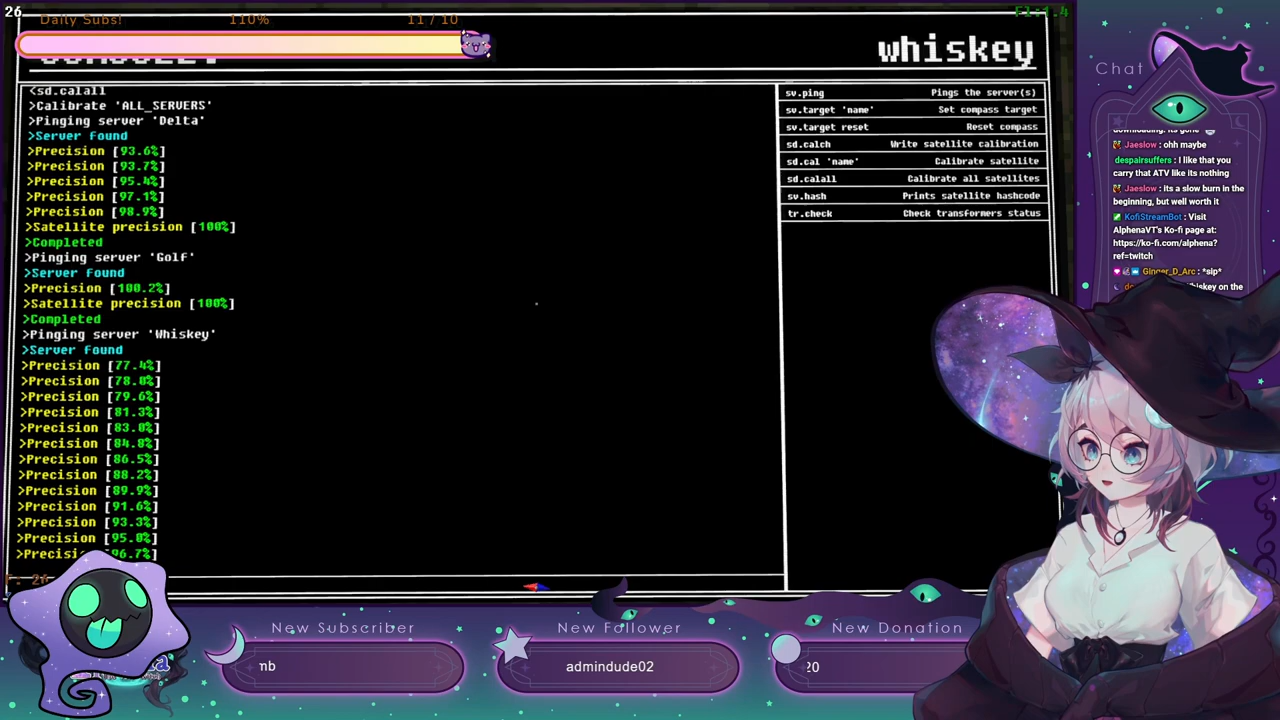 26
Daily Subs! 110% 11 / 10
whiskey
<sd.calall
>Calibrate 'ALL_SERVERS'
>Pinging server 'Delta'
>Server found
>Precision [93.6%]
>Precision [93.7%]
>Precision [95.4%]
>Precision [97.1%]
>Precision [98.9%]
>Satellite precision [100%]
>Completed
>Pinging server 'Golf'
>Server found
>Precision [100.2%]
>Satellite precision [100%]
>Completed
>Pinging server 'Whiskey'
>Server found
>Precision [77.4%]
>Precision [78.0%]
>Precision [79.6%]
>Precision [81.3%]
>Precision [83.0%]
>Precision [84.8%]
>Precision [86.5%]
>Precision [88.2%]
>Precision [89.9%]
>Precision [91.6%]
>Precision [93.3%]
>Precision [95.0%]
96.7%]
sv.ping Pings the server(s)
sv.target 'name' Set compass target
sv.target reset Reset compass
sd.calch Write satellite calibration
sd.cal 'name' Calibrate satellite
sd.calall Calibrate all satellites
sv.hash Prints satellite hashcode
tr.check Check transformers status
Chat
Jaeslow : ohh maybe
despairsuffers : I like that you
carry that ATV like its nothing
Jaeslow : Its a slow burn in the
beginning, but well worth it
KofiStreamBot : Visit
AlphenaVT's Ko-fi page at:
https://ko-fi.com/alphena?
ref=twitch
Ginger_D_Arc : *sip*
on the
New Subscriber
mb
New Follower
admindude02
New Donation
20